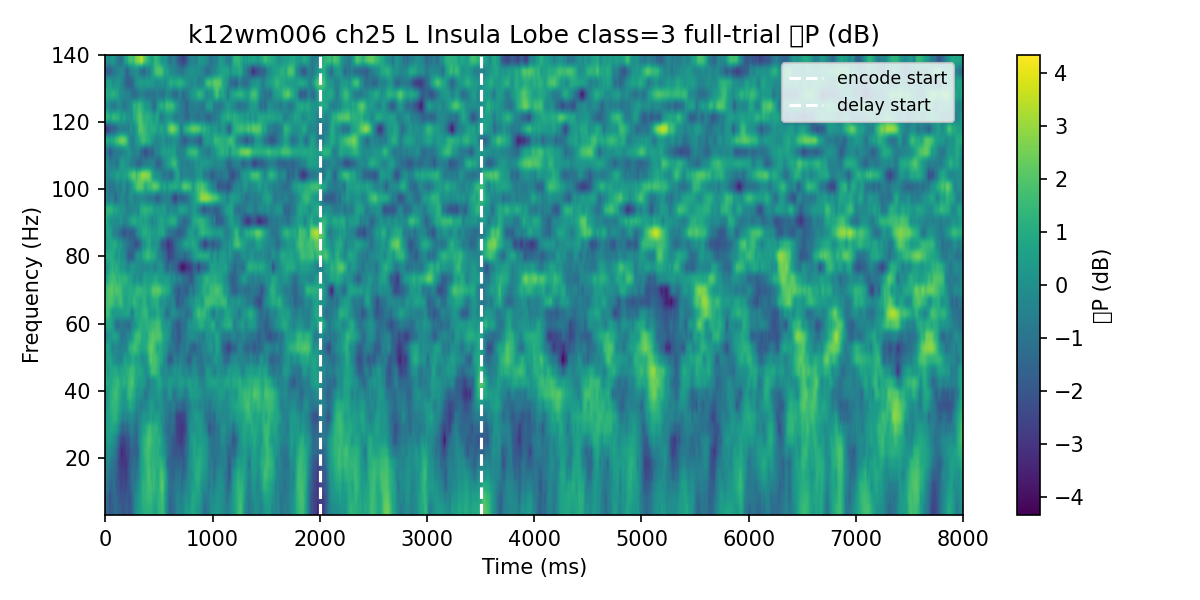 k12wm006 ch25 L Insula Lobe class=3 full-trial ▯P (dB)
encode start
delay start
140
120
100
80
60
40
20
Frequency (Hz)
0 1000 2000 3000 4000 5000 6000 7000 8000
Time (ms)
4
3
2
1
0
−1
−2
−3
−4
▯P (dB)